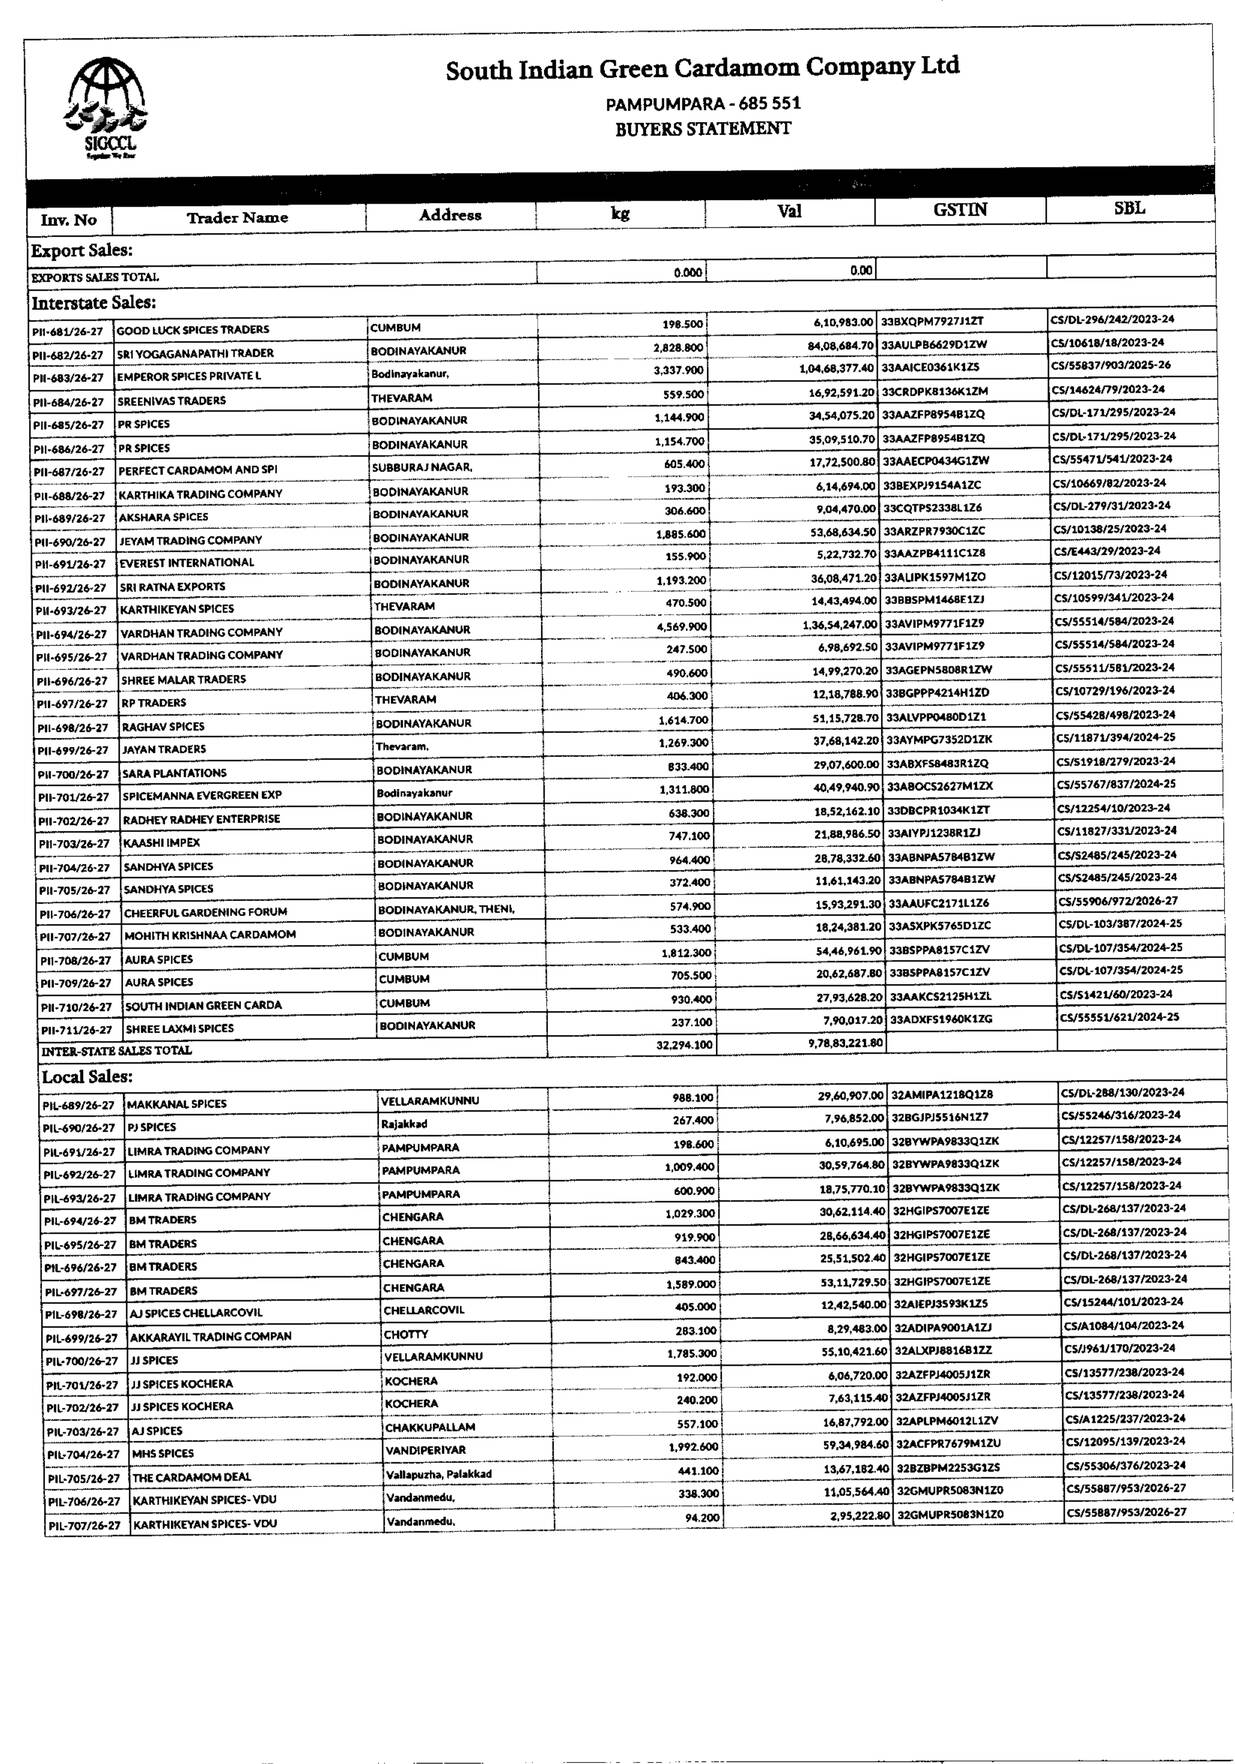 South Indian Green Cardamom Company Ltd
PAMPUMPARA - 685 551
BUYERS STATEMENT
SIGCCL
Together We Rise
Inv. No Trader Name Address kg Val GSTIN SBL
Export Sales:
EXPORTS SALES TOTAL 0.000 0.00
Interstate Sales:
PII-681/26-27 GOOD LUCK SPICES TRADERS CUMBUM 198.500 6,10,983.00 33BXQPM7927J1ZT CS/DL-296/242/2023-24
PII-682/26-27 SRI YOGAGANAPATHI TRADER BODINAYAKANUR 2,828.800 84,08,684.70 33AULPB6629D1ZW CS/10618/18/2023-24
PII-683/26-27 EMPEROR SPICES PRIVATE L Bodinayakanur, 3,337.900 1,04,68,377.40 33AAICE0361K1ZS CS/55837/903/2025-26
PII-684/26-27 SREENIVAS TRADERS THEVARAM 559.500 16,92,591.20 33CRDPK8136K1ZM CS/14624/79/2023-24
PII-685/26-27 PR SPICES BODINAYAKANUR 1,144.900 34,54,075.20 33AAZFP8954B1ZQ CS/DL-171/295/2023-24
PII-686/26-27 PR SPICES BODINAYAKANUR 1,154.700 35,09,510.70 33AAZFP8954B1ZQ CS/DL-171/295/2023-24
PII-687/26-27 PERFECT CARDAMOM AND SPI SUBBURAJ NAGAR, 605.400 17,72,500.80 33AAECP0434G1ZW CS/55471/541/2023-24
PII-688/26-27 KARTHIKA TRADING COMPANY BODINAYAKANUR 193.300 6,14,694.00 33BEXPJ9154A1ZC CS/10669/82/2023-24
PII-689/26-27 AKSHARA SPICES BODINAYAKANUR 306.600 9,04,470.00 33CQTPS2338L1Z6 CS/DL-279/31/2023-24
PII-690/26-27 JEYAM TRADING COMPANY BODINAYAKANUR 1,885.600 53,68,634.50 33ARZPR7930C1ZC CS/10138/25/2023-24
PII-691/26-27 EVEREST INTERNATIONAL BODINAYAKANUR 155.900 5,22,732.70 33AAZPB4111C1Z8 CS/E443/29/2023-24
PII-692/26-27 SRI RATNA EXPORTS BODINAYAKANUR 1,193.200 36,08,471.20 33ALIPK1597M1ZO CS/12015/73/2023-24
PII-693/26-27 KARTHIKEYAN SPICES THEVARAM 470.500 14,43,494.00 33BBSPM1468E1ZJ CS/10599/341/2023-24
PII-694/26-27 VARDHAN TRADING COMPANY BODINAYAKANUR 4,569.900 1,36,54,247.00 33AVIPM9771F1Z9 CS/55514/584/2023-24
PII-695/26-27 VARDHAN TRADING COMPANY BODINAYAKANUR 247.500 6,98,692.50 33AVIPM9771F1Z9 CS/55514/584/2023-24
PII-696/26-27 SHREE MALAR TRADERS BODINAYAKANUR 490.600 14,99,270.20 33AGEPN5808R1ZW CS/55511/581/2023-24
PII-697/26-27 RP TRADERS THEVARAM 406.300 12,18,788.90 33BGPPP4214H1ZD CS/10729/196/2023-24
PII-698/26-27 RAGHAV SPICES BODINAYAKANUR 1,614.700 51,15,728.70 33ALVPP0480D1Z1 CS/55428/498/2023-24
PII-699/26-27 JAYAN TRADERS Thevaram, 1,269.300 37,68,142.20 33AYMPG7352D1ZK CS/11871/394/2024-25
PII-700/26-27 SARA PLANTATIONS BODINAYAKANUR 833.400 29,07,600.00 33ABXFS8483R1ZQ CS/S1918/279/2023-24
PII-701/26-27 SPICEMANNA EVERGREEN EXP Bodinayakanur 1,311.800 40,49,940.90 33ABOCS2627M1ZX CS/55767/837/2024-25
PII-702/26-27 RADHEY RADHEY ENTERPRISE BODINAYAKANUR 638.300 18,52,162.10 33DBCPR1034K1ZT CS/12254/10/2023-24
PII-703/26-27 KAASHI IMPEX BODINAYAKANUR 747.100 21,88,986.50 33AIYPJ1238R1ZJ CS/11827/331/2023-24
PII-704/26-27 SANDHYA SPICES BODINAYAKANUR 964.400 28,78,332.60 33ABNPA5784B1ZW CS/S2485/245/2023-24
PII-705/26-27 SANDHYA SPICES BODINAYAKANUR 372.400 11,61,143.20 33ABNPA5784B1ZW CS/S2485/245/2023-24
PII-706/26-27 CHEERFUL GARDENING FORUM BODINAYAKANUR, THENI, 574.900 15,93,291.30 33AAUFC2171L1Z6 CS/55906/972/2026-27
PII-707/26-27 MOHITH KRISHNAA CARDAMOM BODINAYAKANUR 533.400 18,24,381.20 33ASXPK5765D1ZC CS/DL-103/387/2024-25
PII-708/26-27 AURA SPICES CUMBUM 1,812.300 54,46,961.90 33BSPPA8157C1ZV CS/DL-107/354/2024-25
PII-709/26-27 AURA SPICES CUMBUM 705.500 20,62,687.80 33BSPPA8157C1ZV CS/DL-107/354/2024-25
PII-710/26-27 SOUTH INDIAN GREEN CARDA CUMBUM 930.400 27,93,628.20 33AAKCS2125H1ZL CS/S1421/60/2023-24
PII-711/26-27 SHREE LAXMI SPICES BODINAYAKANUR 237.100 7,90,017.20 33ADXFS1960K1ZG CS/55551/621/2024-25
INTER-STATE SALES TOTAL 32,294.100 9,78,83,221.80
Local Sales:
PIL-689/26-27 MAKKANAL SPICES VELLARAMKUNNU 988.100 29,60,907.00 32AMIPA1218Q1Z8 CS/DL-288/130/2023-24
PIL-690/26-27 PJ SPICES Rajakkad 267.400 7,96,852.00 32BGJPJ5516N1Z7 CS/55246/316/2023-24
PIL-691/26-27 LIMRA TRADING COMPANY PAMPUMPARA 198.600 6,10,695.00 32BYWPA9833Q1ZK CS/12257/158/2023-24
PIL-692/26-27 LIMRA TRADING COMPANY PAMPUMPARA 1,009.400 30,59,764.80 32BYWPA9833Q1ZK CS/12257/158/2023-24
PIL-693/26-27 LIMRA TRADING COMPANY PAMPUMPARA 600.900 18,75,770.10 32BYWPA9833Q1ZK CS/12257/158/2023-24
PIL-694/26-27 BM TRADERS CHENGARA 1,029.300 30,62,114.40 32HGIPS7007E1ZE CS/DL-268/137/2023-24
PIL-695/26-27 BM TRADERS CHENGARA 919.900 28,66,634.40 32HGIPS7007E1ZE CS/DL-268/137/2023-24
PIL-696/26-27 BM TRADERS CHENGARA 843.400 25,51,502.40 32HGIPS7007E1ZE CS/DL-268/137/2023-24
PIL-697/26-27 BM TRADERS CHENGARA 1,589.000 53,11,729.50 32HGIPS7007E1ZE CS/DL-268/137/2023-24
PIL-698/26-27 AJ SPICES CHELLARCOVIL CHELLARCOVIL 405.000 12,42,540.00 32AIEPJ3593K1Z5 CS/15244/101/2023-24
PIL-699/26-27 AKKARAYIL TRADING COMPAN CHOTTY 283.100 8,29,483.00 32ADIPA9001A1ZJ CS/A1084/104/2023-24
PIL-700/26-27 JJ SPICES VELLARAMKUNNU 1,785.300 55,10,421.60 32ALXPJ8816B1ZZ CS/J961/170/2023-24
PIL-701/26-27 JJ SPICES KOCHERA KOCHERA 192.000 6,06,720.00 32AZFPJ4005J1ZR CS/13577/238/2023-24
PIL-702/26-27 JJ SPICES KOCHERA KOCHERA 240.200 7,63,115.40 32AZFPJ4005J1ZR CS/13577/238/2023-24
PIL-703/26-27 AJ SPICES CHAKKUPALLAM 557.100 16,87,792.00 32APLPM6012L1ZV CS/A1225/237/2023-24
PIL-704/26-27 MHS SPICES VANDIPERIYAR 1,992.600 59,34,984.60 32ACFPR7679M1ZU CS/12095/139/2023-24
PIL-705/26-27 THE CARDAMOM DEAL Vallapuzha, Palakkad 441.100 13,67,182.40 32BZBPM2253G1ZS CS/55306/376/2023-24
PIL-706/26-27 KARTHIKEYAN SPICES- VDU Vandanmedu, 338.300 11,05,564.40 32GMUPR5083N1Z0 CS/55887/953/2026-27
PIL-707/26-27 KARTHIKEYAN SPICES- VDU Vandanmedu, 94.200 2,95,222.80 32GMUPR5083N1Z0 CS/55887/953/2026-27